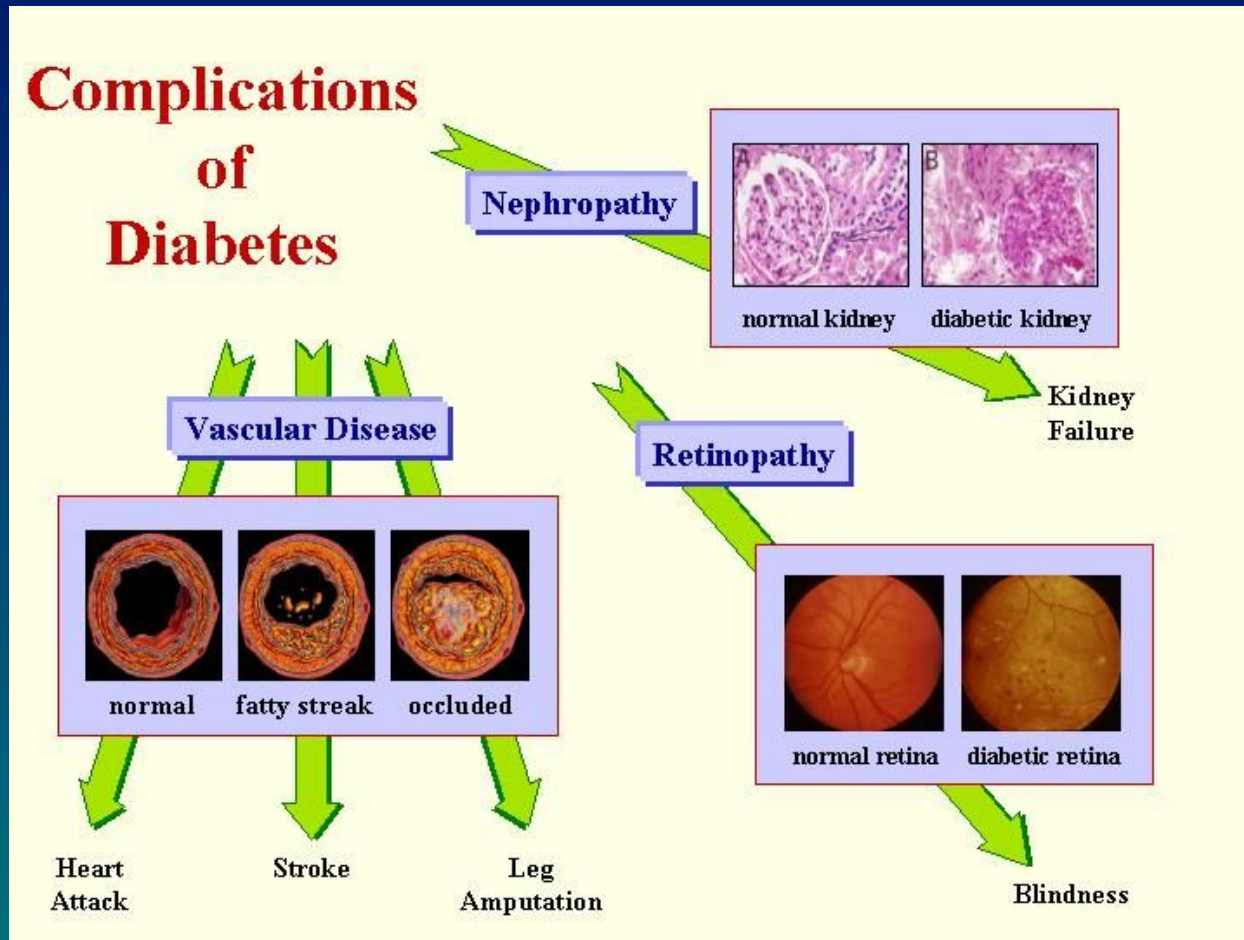 Complications
of
Diabetes
Nephropathy
A
B
normal kidney
diabetic kidney
Kidney
Failure
Vascular Disease
normal
fatty streak
occluded
Heart
Attack
Stroke
Leg
Amputation
Retinopathy
normal retina
diabetic retina
Blindness